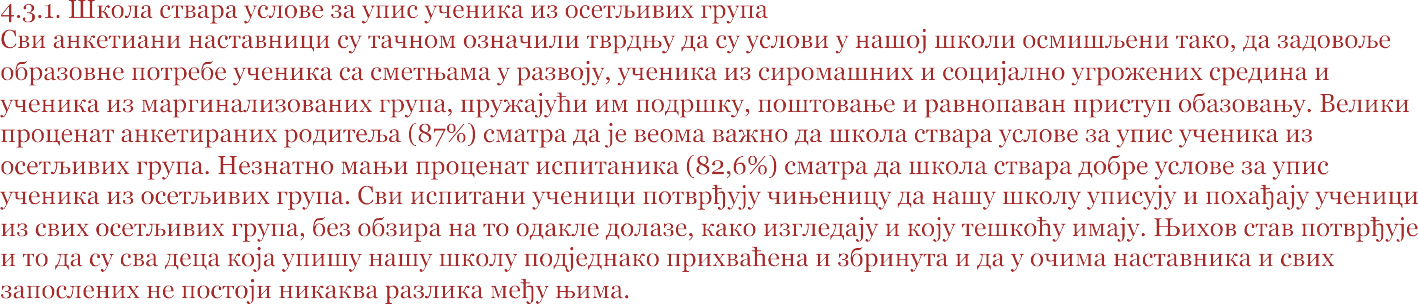 4.3.1. Школа ствара услове за упис ученика из осетљивих група
Сви анкетиани наставници су тачном означили тврдњу да су услови у нашој школи осмишљени тако, да задовоље
образовне потребе ученика са сметњама у развоју, ученика из сиромашних и социјално угрожених средина и
ученика из маргинализованих група, пружајући им подршку, поштовање и равноправан приступ обазовању. Велики
проценат анкетираних родитеља (87%) сматра да је веома важно да школа ствара услове за упис ученика из
осетљивих група. Незнатно мањи проценат испитаника (82,6%) сматра да школа ствара добре услове за упис
ученика из осетљивих група. Сви испитани ученици потврђују чињеницу да нашу школу уписују и похађају ученици
из свих осетљивих група, без обзира на то одакле долазе, како изгледају и коју тешкоћу имају. Њихов став потврђује
и то да су сва деца која упишу нашу школу подједнако прихваћена и збринута и да у очима наставника и свих
запослених не постоји никаква разлика међу њима.